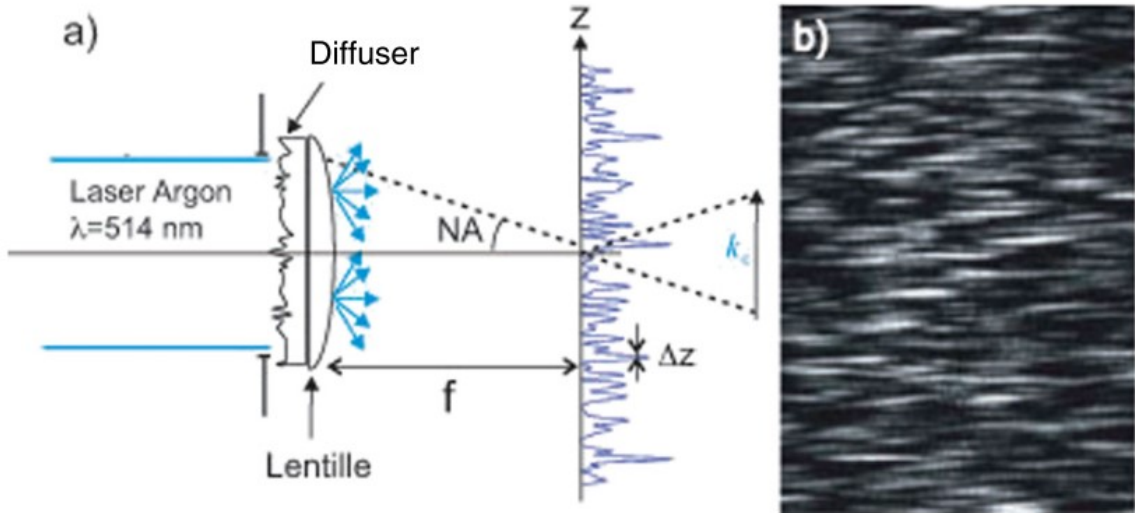 a)
Diffuser
Laser Argon
λ=514 nm
NA
f
Lentille
z
Δz
b)